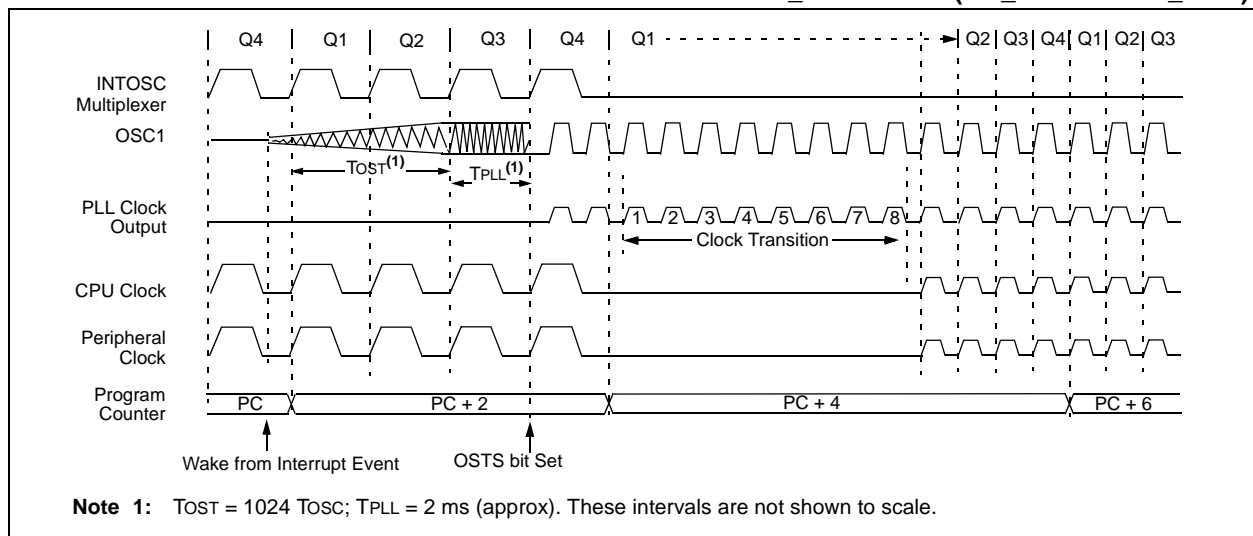 Q4 Q1 Q2 Q3 Q4 Q1 Q2 Q3 Q4 Q1 Q2 Q3
INTOSC
Multiplexer
OSC1
TOST(1)
TPLL(1)
PLL Clock
Output
1 2 3 4 5 6 7 8
Clock Transition
CPU Clock
Peripheral
Clock
Program
Counter
PC PC + 2 PC + 4 PC + 6
Wake from Interrupt Event OSTS bit Set
Note 1: TOST = 1024 TOSC; TPLL = 2 ms (approx). These intervals are not shown to scale.